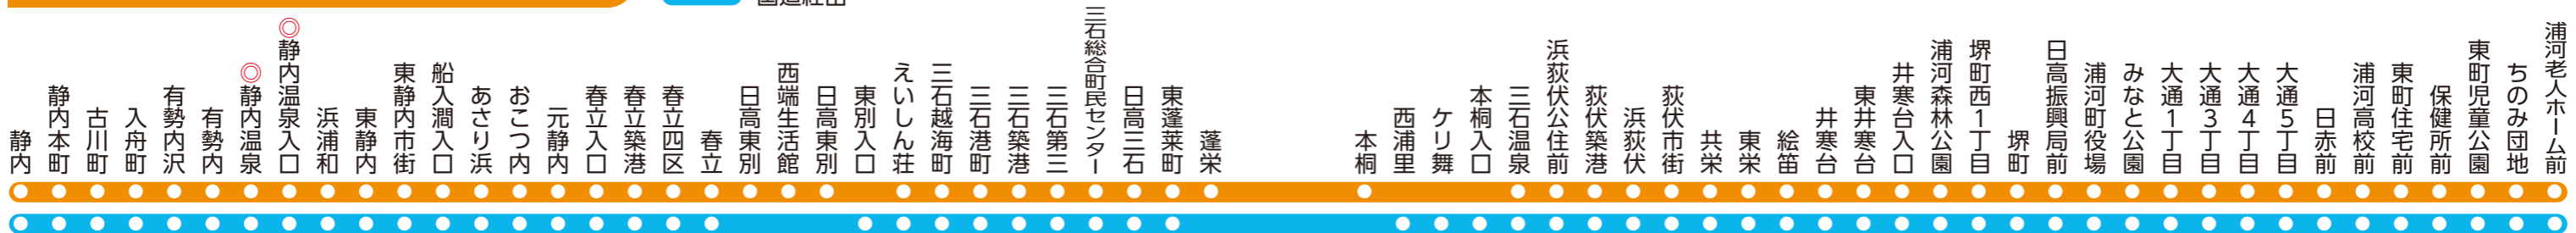 静内
静内本町
古川町
入舟町
有勢内沢
有勢内
◎静内温泉
◎静内温泉入口
浜浦和
東静内
東静内市街
船入澗入口
あさり浜
おこつ内
元静内
春立入口
春立築港
春立四区
春立
日高東別
西端生活館
日高東別
東別入口
えいしん荘
三石越海町
三石港町
三石築港
三石第三
三石総合町民センター
日高三石
東蓬莱町
蓬栄
本桐
西浦里
ケリ舞
本桐入口
三石温泉
浜荻伏公住前
荻伏築港
浜荻伏
荻伏市街
共栄
東栄
絵笛
井寒台
東井寒台
井寒台入口
浦河森林公園
堺町西1丁目
堺町
日高振興局前
浦河町役場
みなと公園
大通1丁目
大通3丁目
大通4丁目
大通5丁目
日赤前
浦河高校前
東町住宅前
保健所前
東町児童公園
ちのみ団地
浦河老人ホーム前